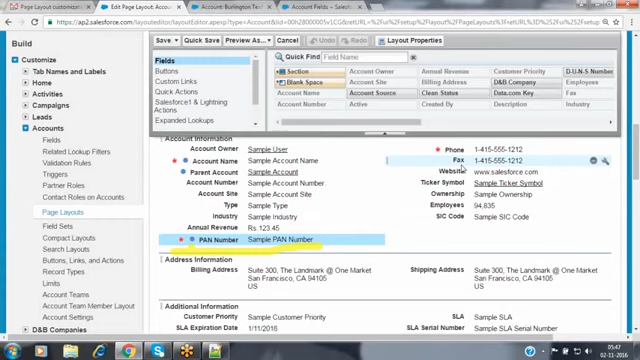 Page Layout customiza
Edit Page Layout: Accoun
Account: Burlington Text
Account Fields ~ Salesfo
https://ap2.salesforce.com/layouteditor/layoutEditor.apexp?type=Account&lid=00h28000005x1cG&retURL=%2Fui%2Fsetup%2Flayout%2FPageLayouts%3Ftype%3DAccount%26setupid
Build
Customize
Tab Names and Labels
Home
Activities
Campaigns
Leads
Accounts
Fields
Related Lookup Filters
Validation Rules
Triggers
Partner Roles
Contact Roles on Accounts
Page Layouts
Field Sets
Compact Layouts
Search Layouts
Buttons, Links, and Actions
Record Types
Limits
Account Teams
Account Team Member Layout
Account Settings
D&B Companies
Save
Quick Save
Preview As...
Cancel
Undo
Redo
Layout Properties
Fields
Buttons
Custom Links
Quick Actions
Salesforce1 & Lightning
Actions
Expanded Lookups
Quick Find
Field Name
Section
Account Owner
Annual Revenue
Customer Priority
D-U-N-S Number
Blank Space
Account Site
Billing Address
D&B Company
Employees
Account Name
Account Source
Clean Status
Data.com Key
Fax
Account Number
Active
Created By
Description
Industry
Account Information
Account Owner Sample User
Phone 1-415-555-1212
Account Name Sample Account Name
Fax 1-415-555-1212
Parent Account Sample Account
Website www.salesforce.com
Account Number Sample Account Number
Ticker Symbol Sample Ticker Symbol
Account Site Sample Account Site
Ownership Sample Ownership
Type Sample Type
Employees 94,835
Industry Sample Industry
SIC Code Sample SIC Code
Annual Revenue Rs.123.45
PAN Number Sample PAN Number
Address Information
Billing Address Suite 300, The Landmark @ One Market
San Francisco, CA 94105
US
Shipping Address Suite 300, The Landmark @ One Market
San Francisco, CA 94105
US
Additional Information
Customer Priority Sample Customer Priority
SLA Sample SLA
SLA Expiration Date 1/11/2016
SLA Serial Number Sample SLA Serial Number
05:47
02-11-2016